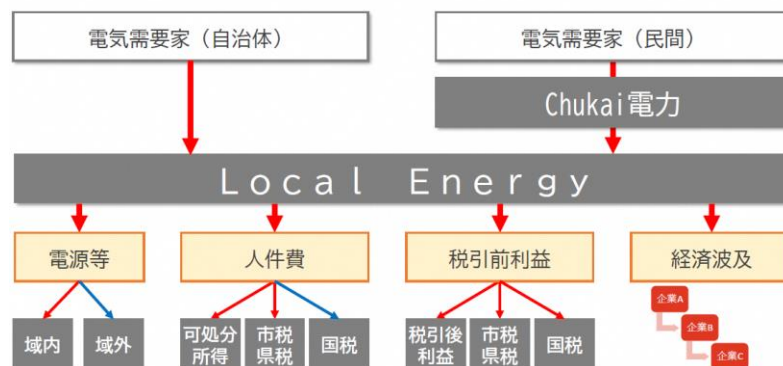 電気需要家（自治体）
電気需要家（民間）
Chukai電力
Local Energy
電源等
人件費
税引前利益
経済波及
域内
域外
可処分
所得
市税
県税
国税
税引後
利益
市税
県税
国税
企業A
企業B
企業C